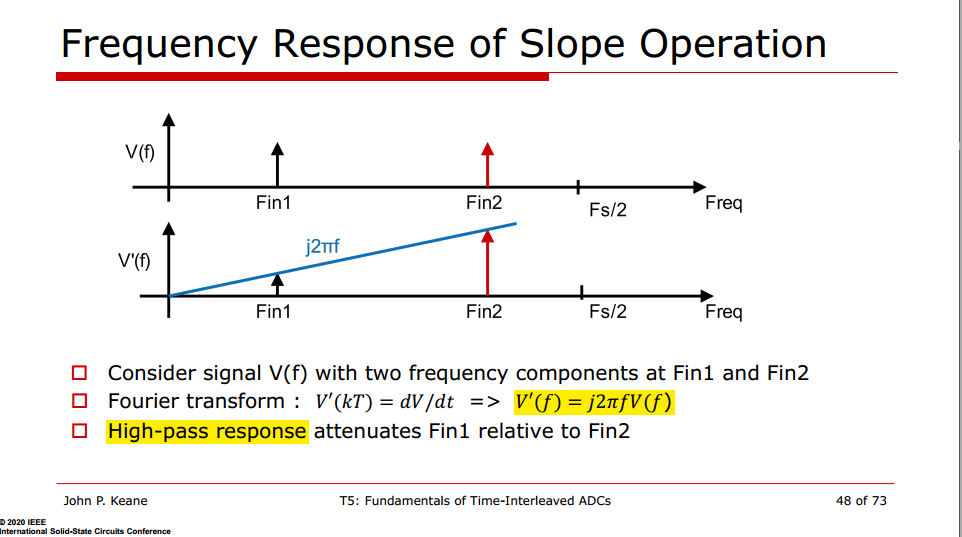 Frequency Response of Slope Operation
V(f)
Fin1
Fin2
Fs/2
Freq
j2πf
V'(f)
Fin1
Fin2
Fs/2
Freq
Consider signal V(f) with two frequency components at Fin1 and Fin2
Fourier transform : V′(kT) = dV/dt => V′(f) = j2πfV(f)
High-pass response attenuates Fin1 relative to Fin2
John P. Keane
T5: Fundamentals of Time-Interleaved ADCs
48 of 73
© 2020 IEEE
International Solid-State Circuits Conference